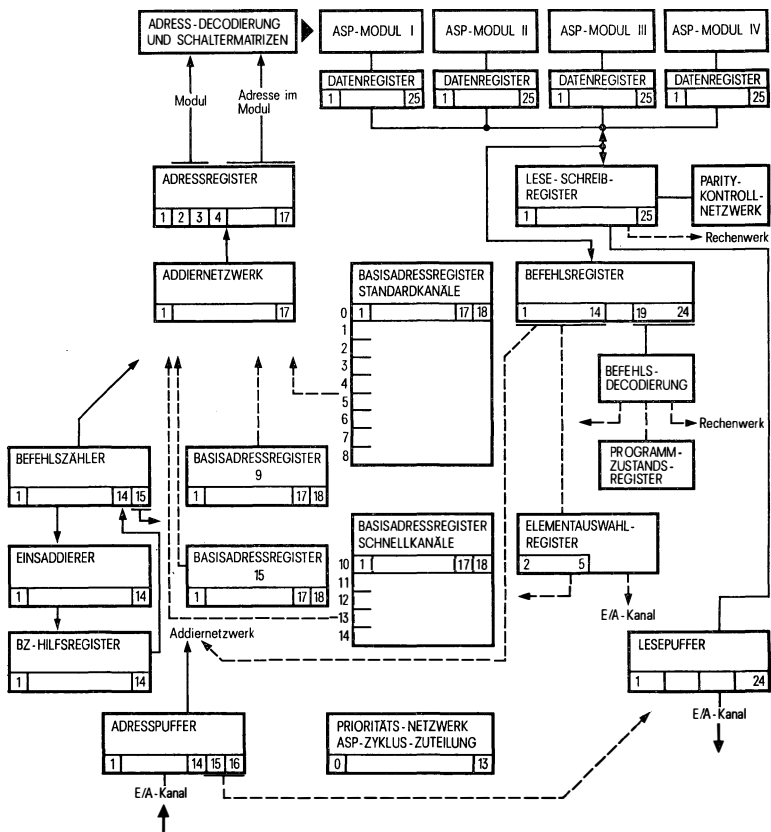 ADRESS-DECODIERUNG
UND SCHALTERMATRIZEN
ASP-MODUL I
ASP-MODUL II
ASP-MODUL III
ASP-MODUL IV
DATENREGISTER
1 25
DATENREGISTER
1 25
DATENREGISTER
1 25
DATENREGISTER
1 25
Modul
Adresse im
Modul
ADRESSREGISTER
1 2 3 4 17
LESE-SCHREIB-
REGISTER
1 25
PARITY-
KONTROLL-
NETZWERK
Rechenwerk
ADDIERNETZWERK
1 17
BASISADRESSREGISTER
STANDARDKANÄLE
0 1 17 18
1
2
3
4
5
6
7
8
BEFEHLSREGISTER
1 14 19 24
BEFEHLS-
DECODIERUNG
Rechenwerk
PROGRAMM-
ZUSTANDS-
REGISTER
BEFEHLSZÄHLER
1 14 15
BASISADRESSREGISTER
9
1 17 18
EINSADDIERER
1 14
BASISADRESSREGISTER
15
1 17 18
BASISADRESSREGISTER
SCHNELLKANÄLE
10 1 17 18
11
12
13
14
ELEMENTAUSWAHL-
REGISTER
2 5
E/A-Kanal
BZ-HILFSREGISTER
1 14
Addiernetzwerk
LESEPUFFER
1 24
E/A-Kanal
ADRESSPUFFER
1 14 15 16
E/A-Kanal
PRIORITÄTS-NETZWERK
ASP-ZYKLUS-ZUTEILUNG
0 13